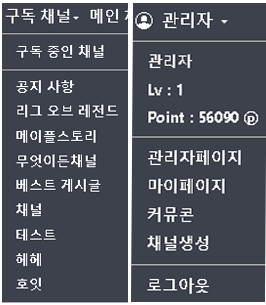 구독 채널 메인
구독 중인 채널
공지 사항
리그 오브 레전드
메이플스토리
무엇이든채널
베스트 게시글
채널
테스트
헤헤
호잇
관리자
관리자
Lv : 1
Point : 56090 ⓟ
관리자페이지
마이페이지
커뮤콘
채널생성
로그아웃